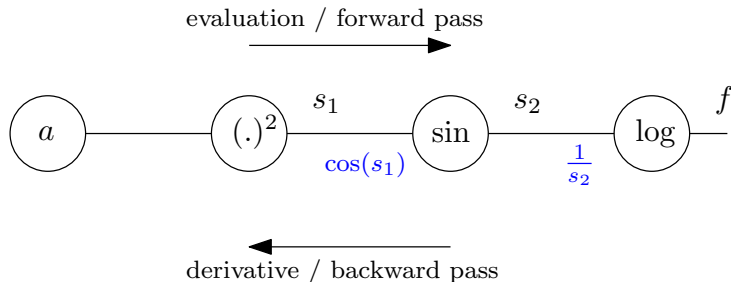 evaluation / forward pass
s₁ s₂ f
a (.)² sin log
cos(s₁) 1/s₂
derivative / backward pass